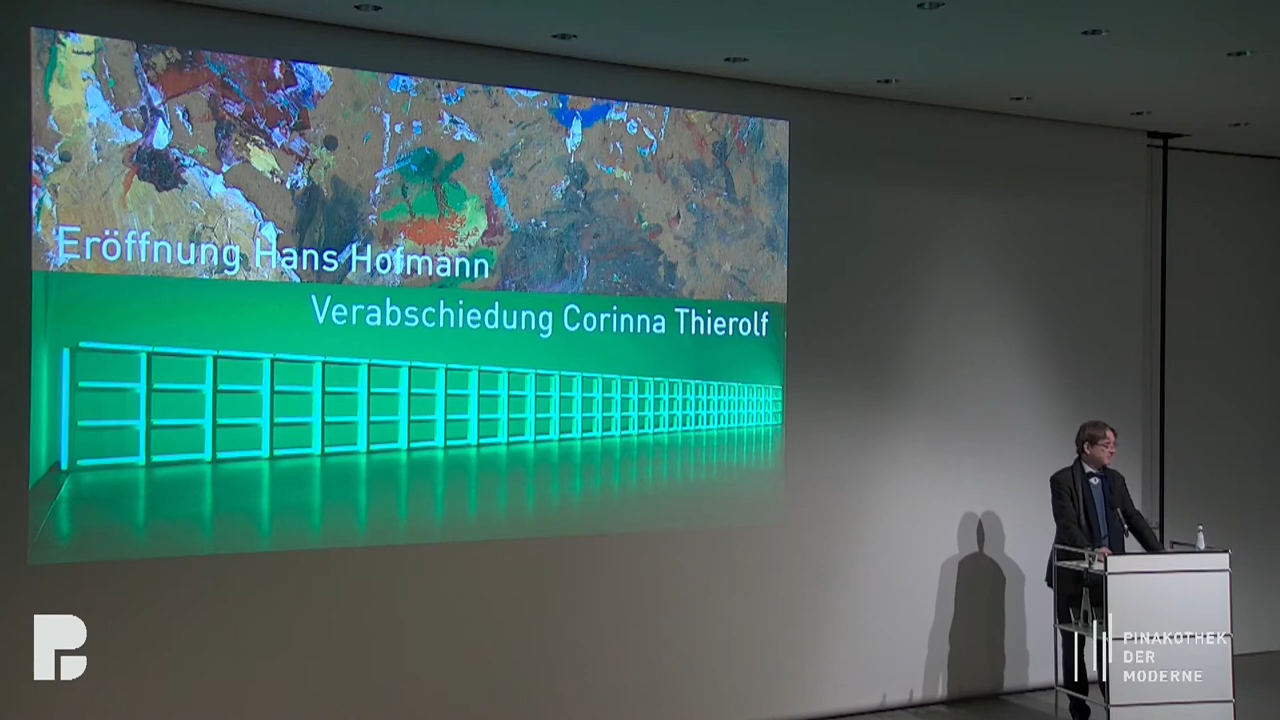 Eröffnung Hans Hofmann
Verabschiedung Corinna Thierolf
PINAKOTHEK
DER
MODERNE